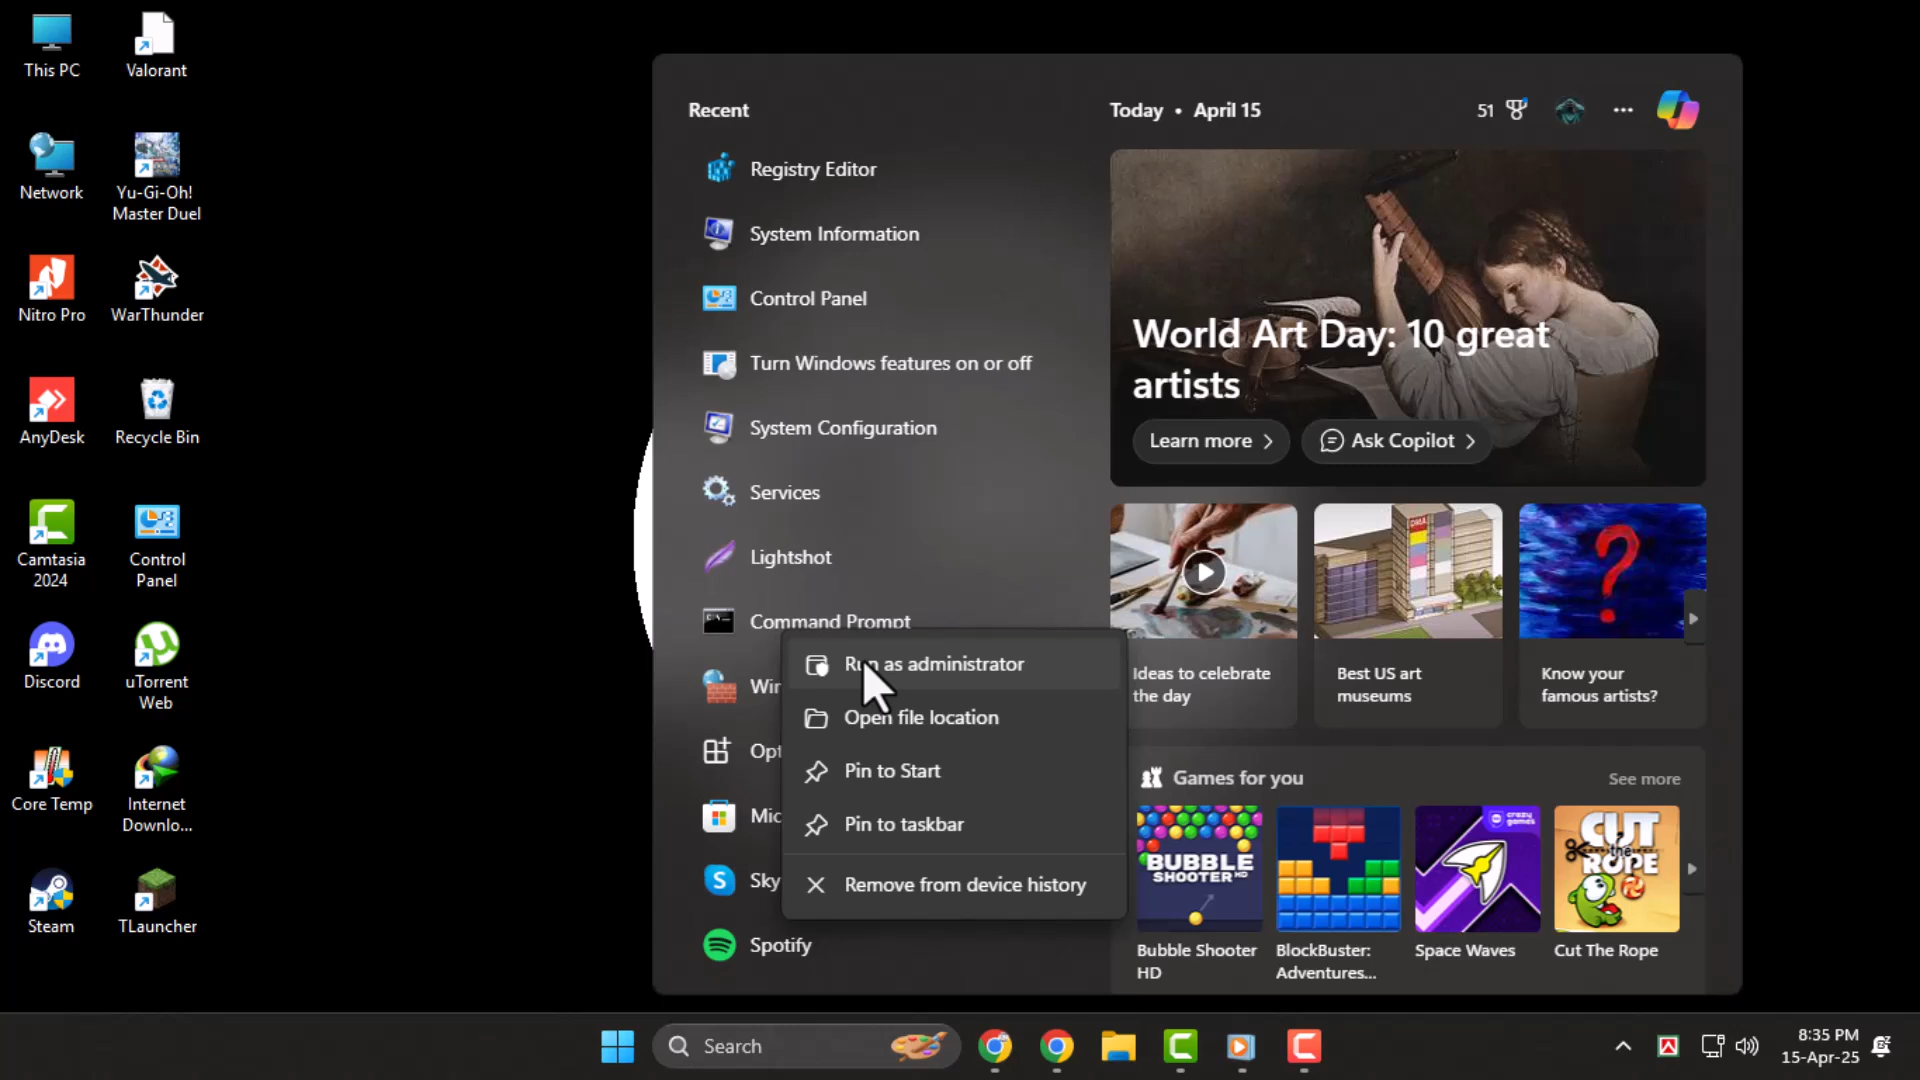 This PC
Valorant
Network
Yu-Gi-Oh!
Master Duel
Nitro Pro
WarThunder
AnyDesk
Recycle Bin
Camtasia
2024
Control
Panel
Discord
uTorrent
Web
Core Temp
Internet
Downlo...
Steam
TLauncher
Recent
Registry Editor
System Information
Control Panel
Turn Windows features on or off
System Configuration
Services
Lightshot
Command Prompt
Win
Opt
Mic
Sky
Spotify
Run as administrator
Open file location
Pin to Start
Pin to taskbar
Remove from device history
Today • April 15
51
World Art Day: 10 great
artists
Learn more
Ask Copilot
Ideas to celebrate
the day
Best US art
museums
Know your
famous artists?
Games for you
See more
BUBBLE
SHOOTER HD
crazy
games
CUT
the
ROPE
Bubble Shooter
HD
BlockBuster:
Adventures...
Space Waves
Cut The Rope
Search
8:35 PM
15-Apr-25